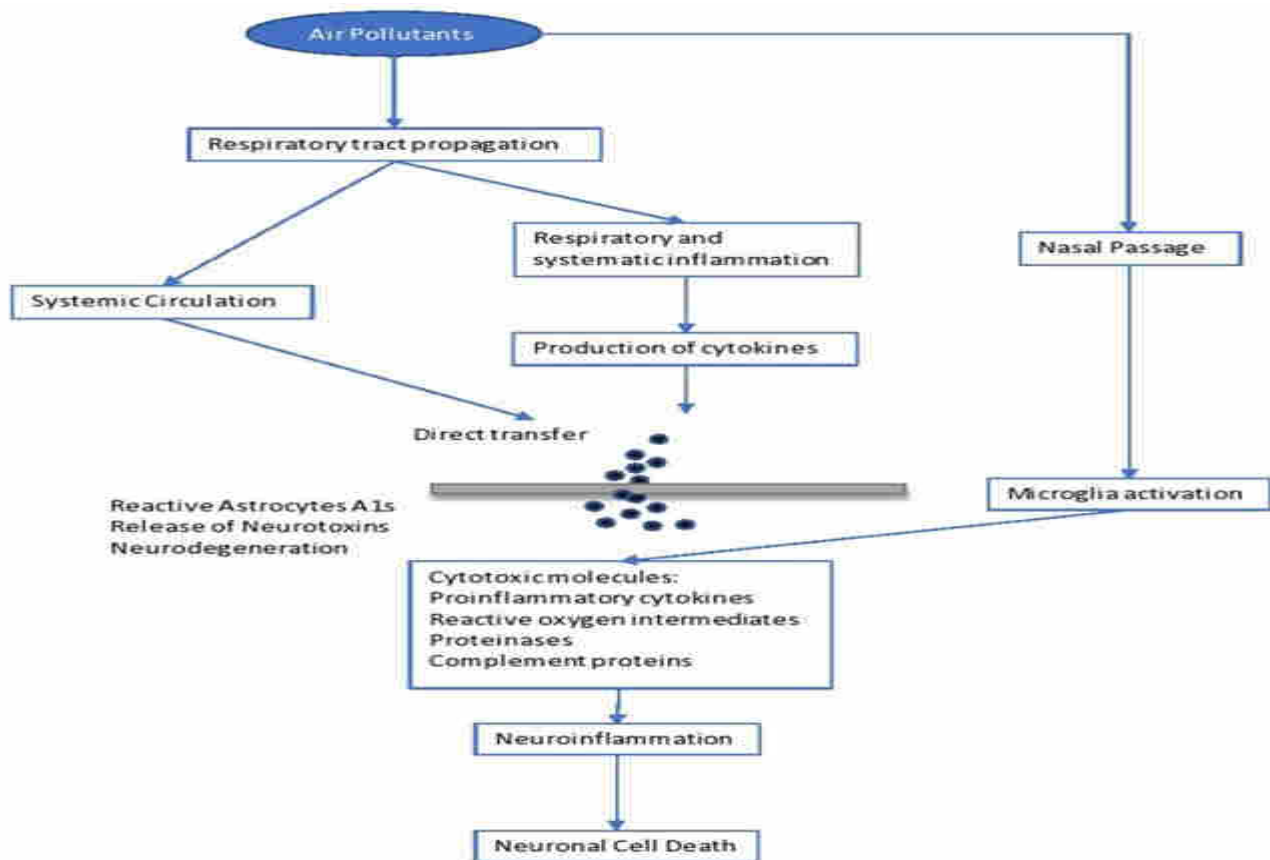 Air Pollutants
Respiratory tract propagation
Respiratory and
systematic inflammation
Nasal Passage
Systemic Circulation
Production of cytokines
Direct transfer
Reactive Astrocytes A1s
Release of Neurotoxins
Neurodegeneration
Microglia activation
Cytotoxic molecules:
Proinflammatory cytokines
Reactive oxygen intermediates
Proteinases
Complement proteins
Neuroinflammation
Neuronal Cell Death